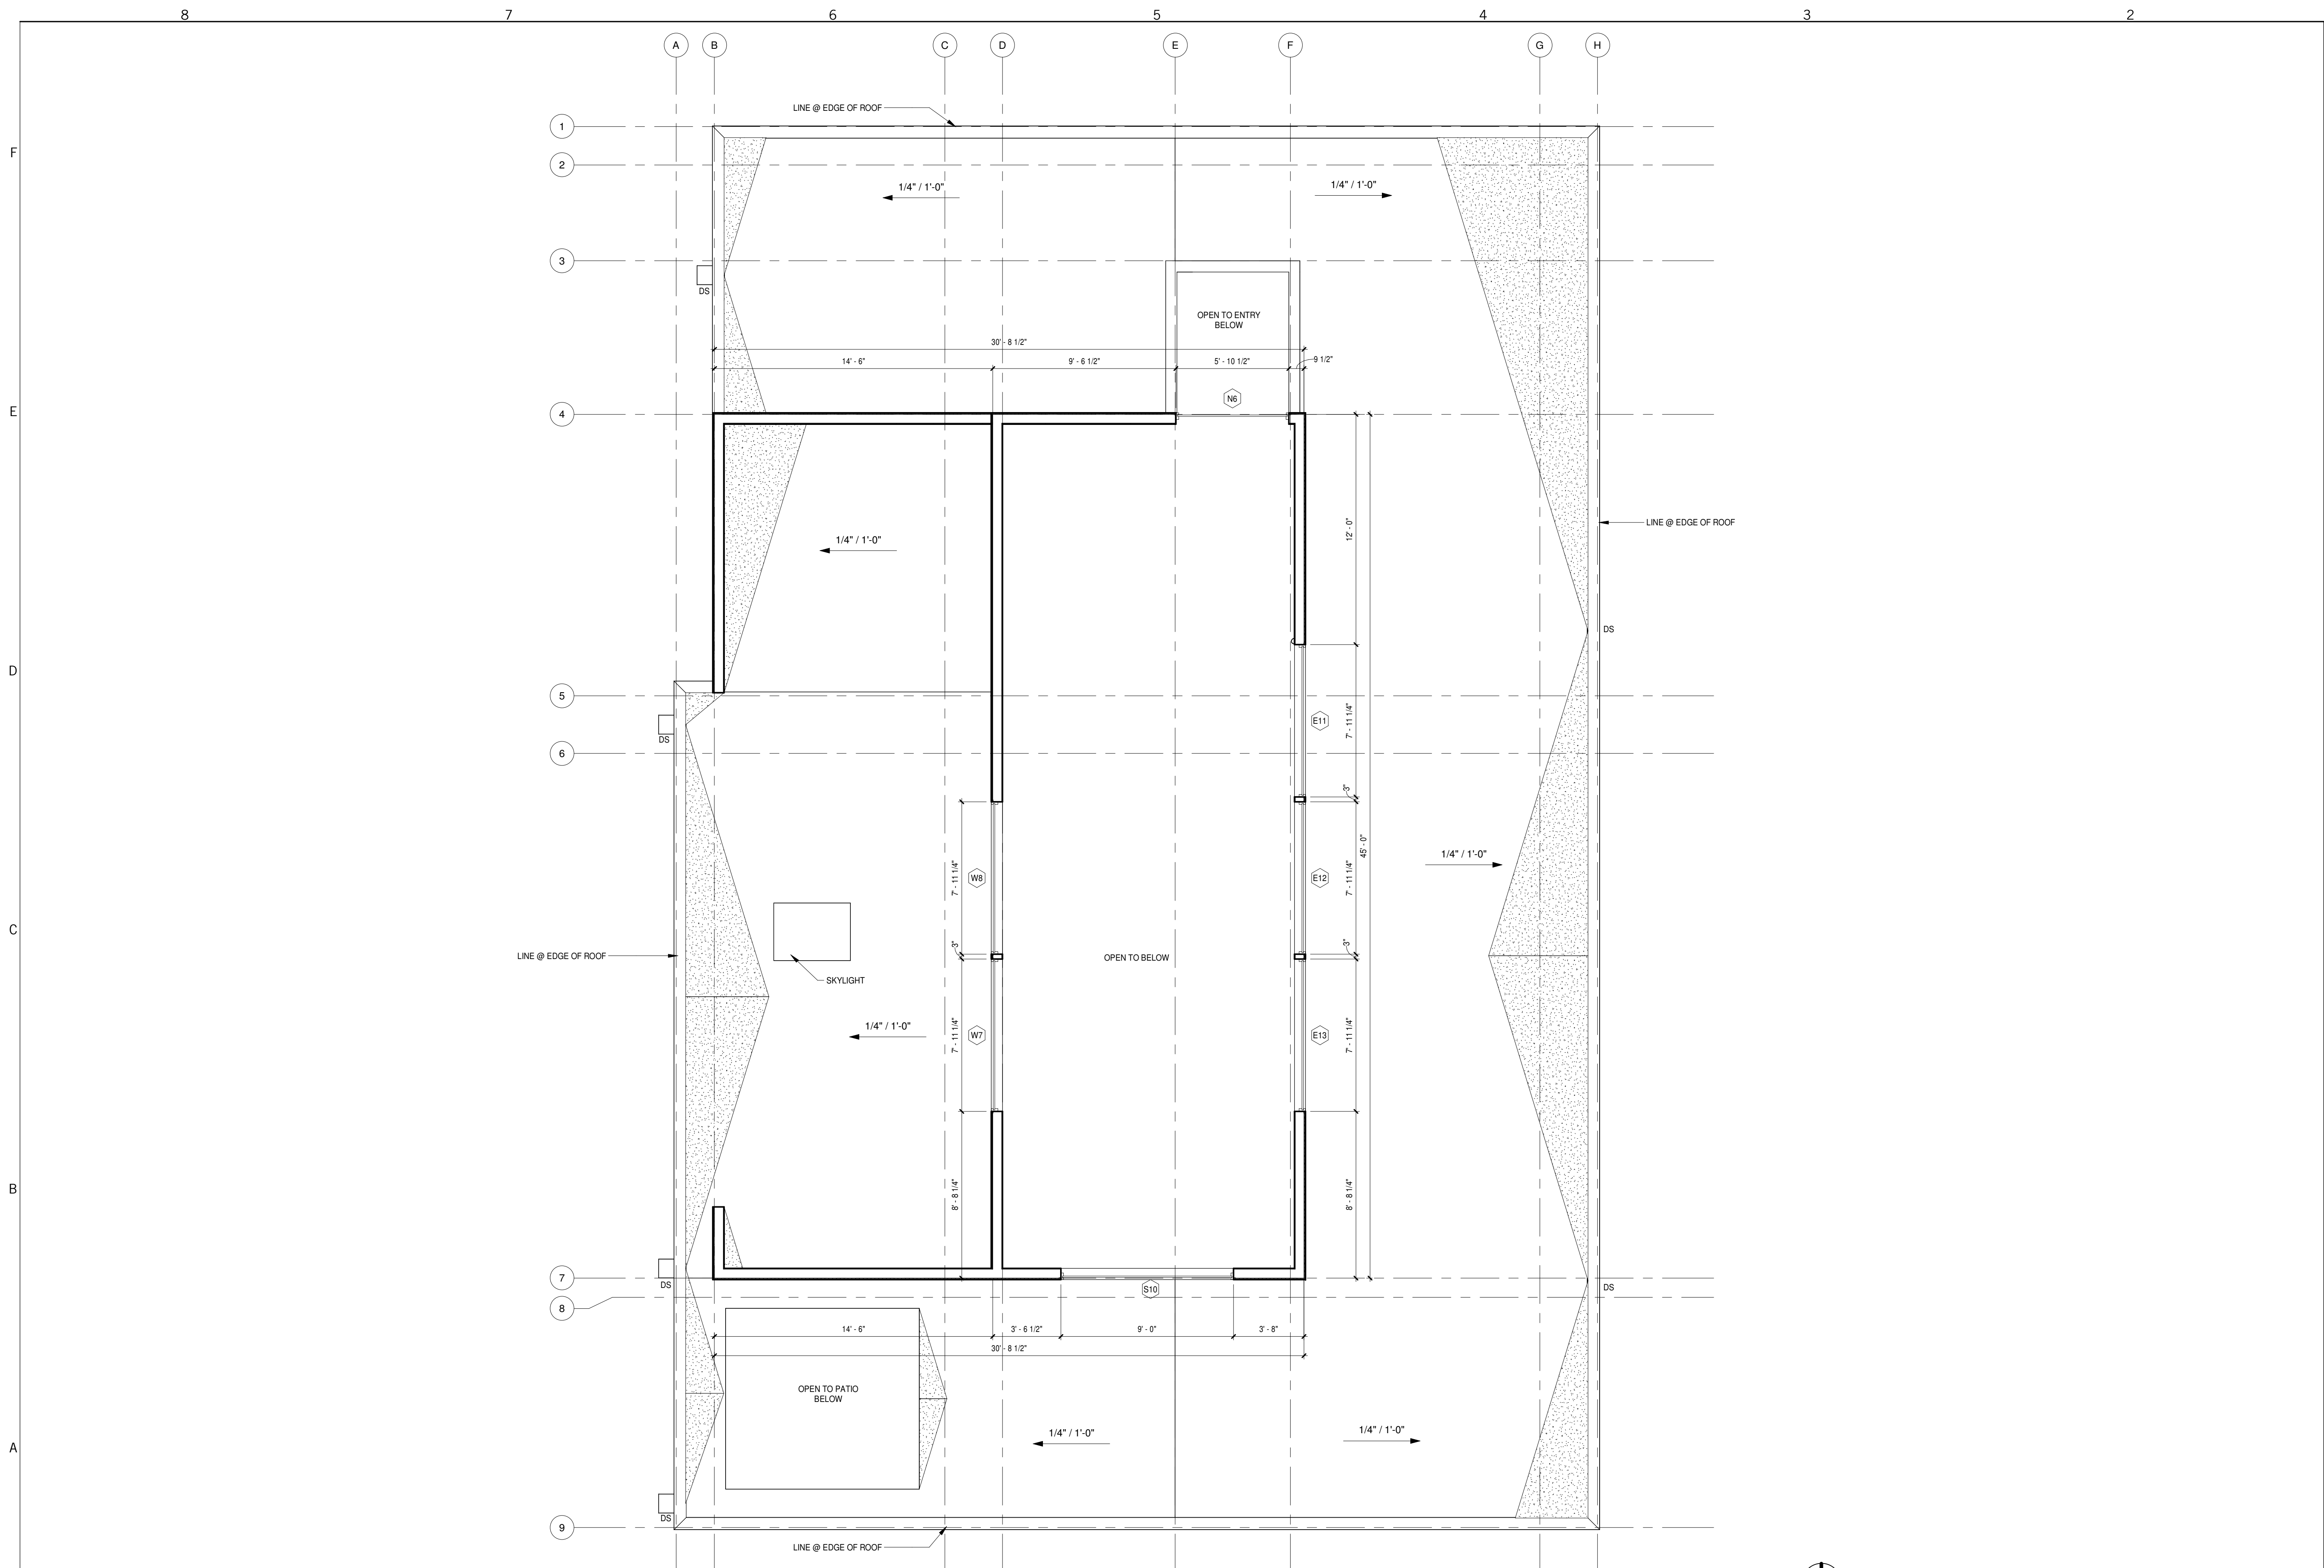 8 7 6 5 4 3 2
A B C D E F G H
LINE @ EDGE OF ROOF
1
F
2
1/4" / 1'-0"
1/4" / 1'-0"
3
DS
OPEN TO ENTRY
BELOW
30' - 8 1/2"
14' - 6"
9' - 6 1/2"
5' - 10 1/2"
9 1/2"
N6
E
4
12' - 0"
LINE @ EDGE OF ROOF
1/4" / 1'-0"
DS
D
5
E11
7' - 11 1/4"
DS
6
3"
45' - 0"
1/4" / 1'-0"
7' - 11 1/4"
W8
E12
7' - 11 1/4"
C
3"
3"
LINE @ EDGE OF ROOF
OPEN TO BELOW
SKYLIGHT
1/4" / 1'-0"
7' - 11 1/4"
W7
E13
7' - 11 1/4"
B
8' - 8 1/4"
8' - 8 1/4"
7
DS
S10
DS
8
14' - 6"
3' - 6 1/2"
9' - 0"
3' - 8"
30' - 8 1/2"
OPEN TO PATIO
BELOW
1/4" / 1'-0"
1/4" / 1'-0"
A
DS
9
LINE @ EDGE OF ROOF